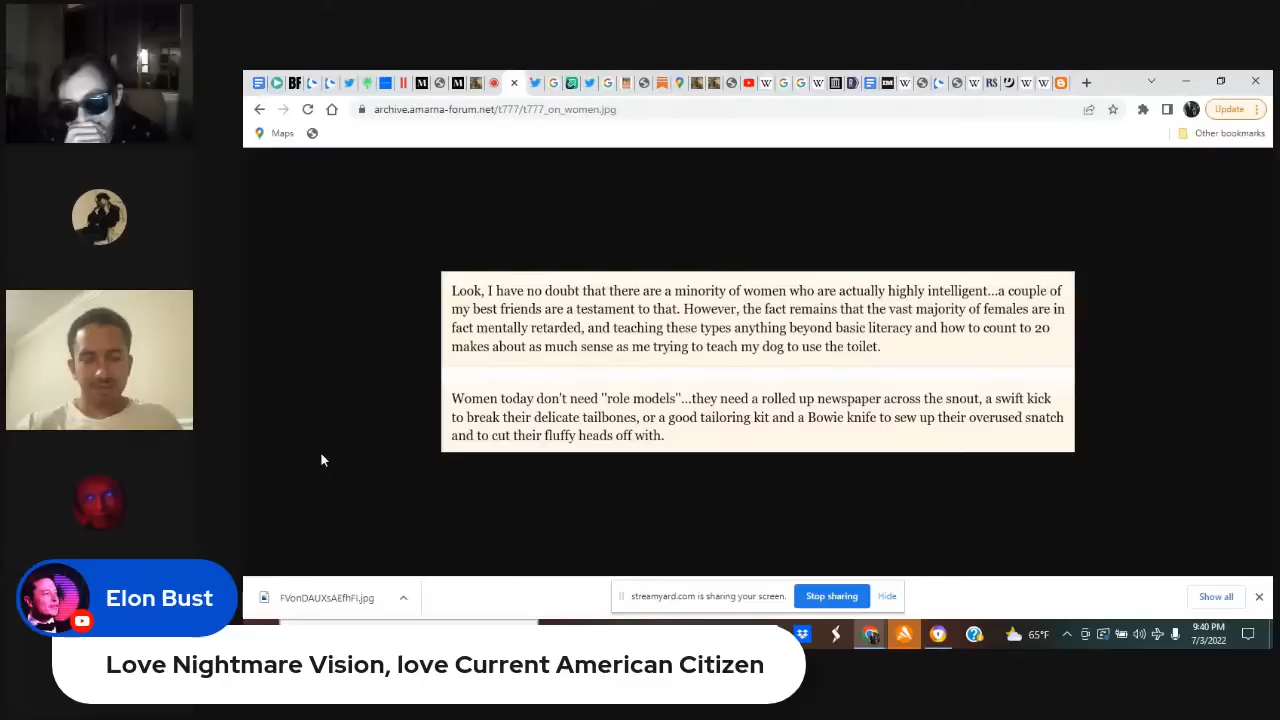 archive.amarna-forum.net/t777/t777_on_women.jpg
Update
Maps
Other bookmarks
Look, I have no doubt that there are a minority of women who are actually highly intelligent...a couple of
my best friends are a testament to that. However, the fact remains that the vast majority of females are in
fact mentally retarded, and teaching these types anything beyond basic literacy and how to count to 20
makes about as much sense as me trying to teach my dog to use the toilet.
Women today don't need "role models"...they need a rolled up newspaper across the snout, a swift kick
to break their delicate tailbones, or a good tailoring kit and a Bowie knife to sew up their overused snatch
and to cut their fluffy heads off with.
FVonDAUXsAEfhFi.jpg
streamyard.com is sharing your screen.
Stop sharing
Hide
Show all
Elon Bust
65°F
9:40 PM
7/3/2022
Love Nightmare Vision, love Current American Citizen